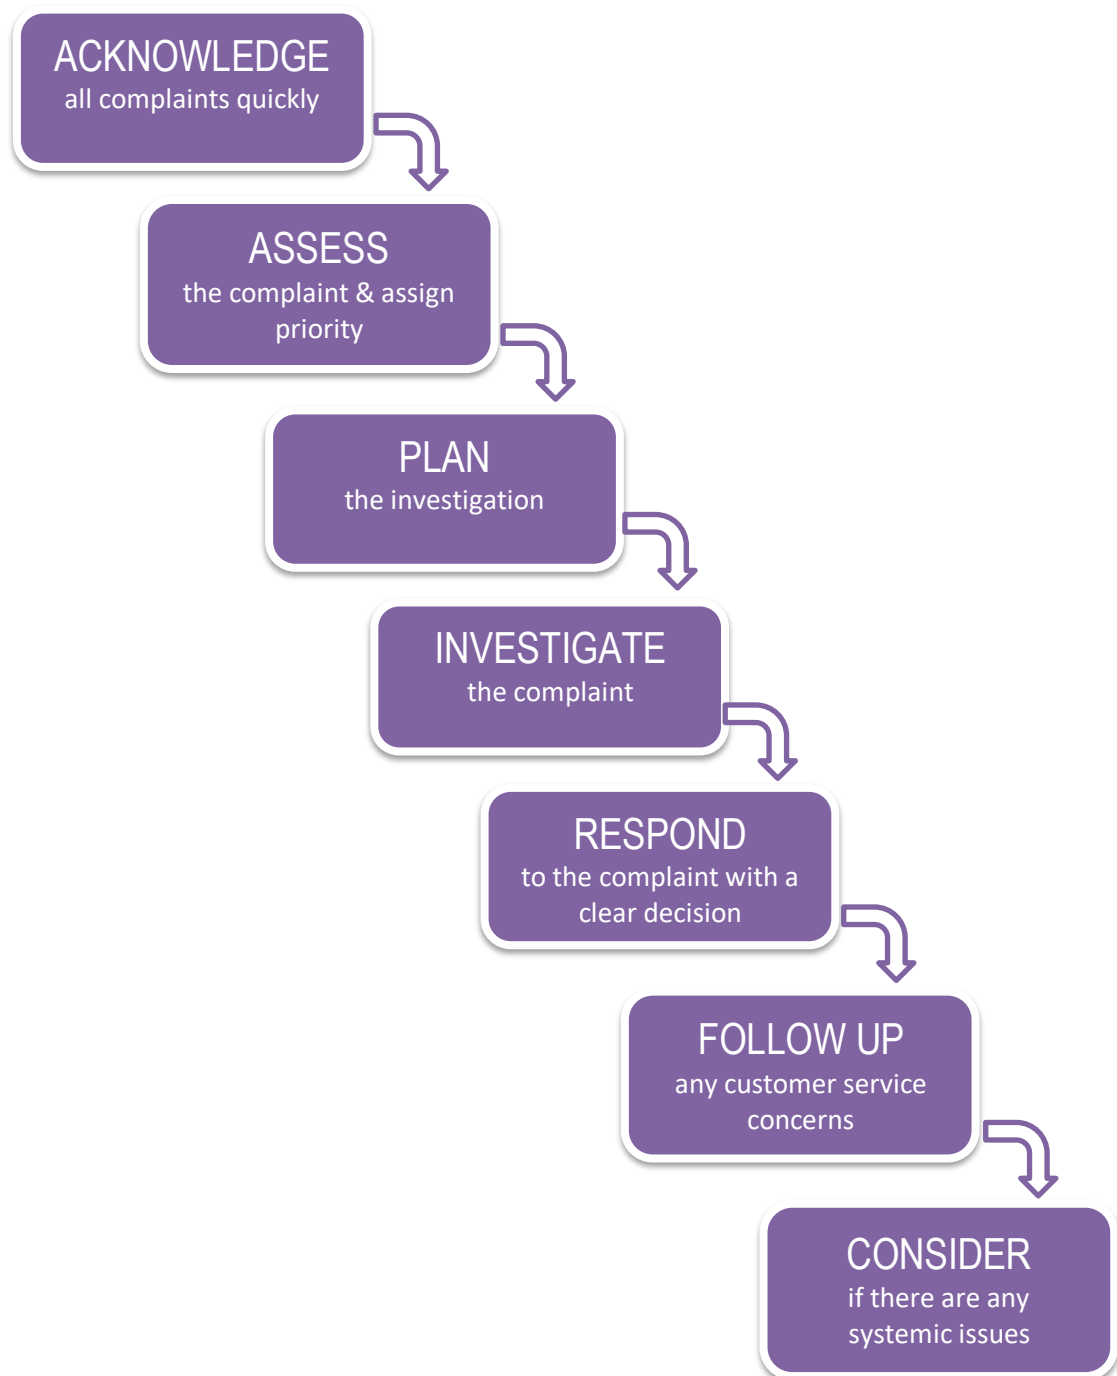 ACKNOWLEDGE
all complaints quickly
ASSESS
the complaint & assign
priority
PLAN
the investigation
INVESTIGATE
the complaint
RESPOND
to the complaint with a
clear decision
FOLLOW UP
any customer service
concerns
CONSIDER
if there are any
systemic issues